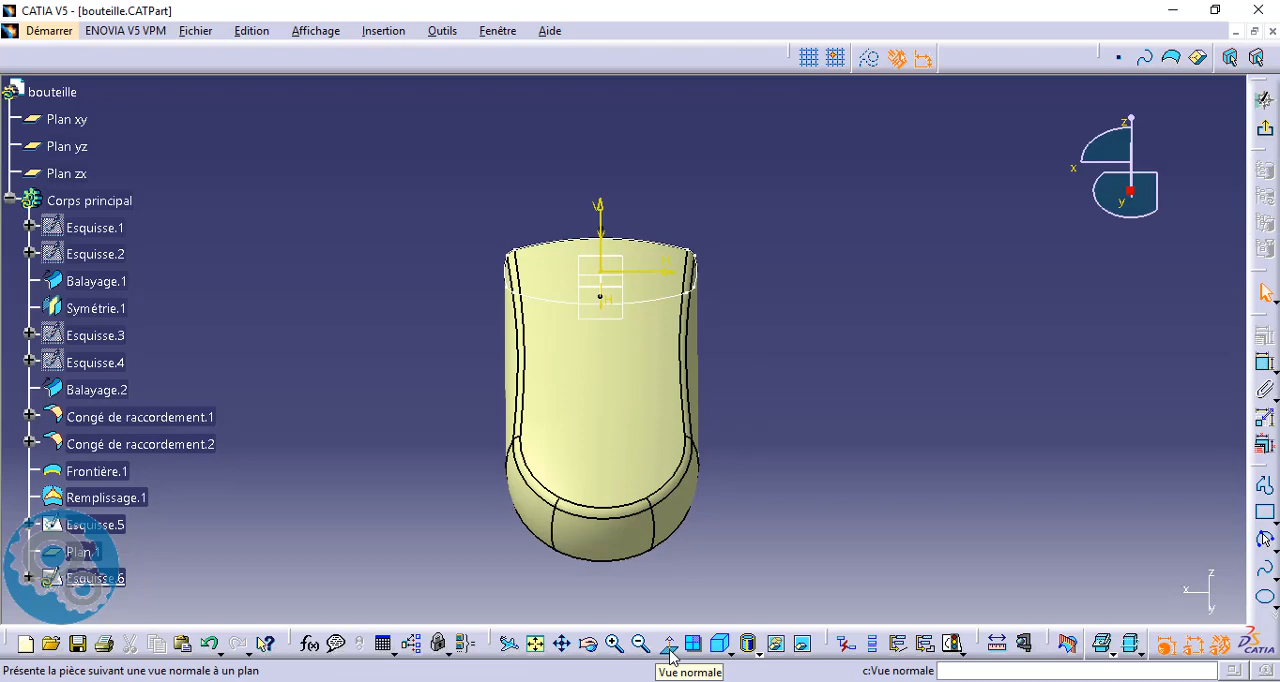 CATIA V5 - [bouteille.CATPart]
Démarrer ENOVIA V5 VPM Fichier Edition Affichage Insertion Outils Fenêtre Aide
bouteille
Plan xy
Plan yz
Plan zx
Corps principal
Esquisse.1
Esquisse.2
Balayage.1
Symétrie.1
Esquisse.3
Esquisse.4
Balayage.2
Congé de raccordement.1
Congé de raccordement.2
Frontière.1
Remplissage.1
Esquisse.5
Plan.1
Esquisse.6
V
H
H
z
x
y
z
x
y
f(x)
CATIA
Vue normale
Présente la pièce suivant une vue normale à un plan
c:Vue normale